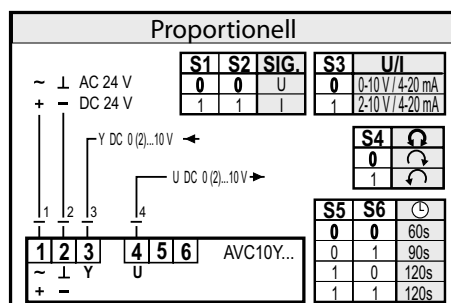 Proportionell
~ ⊥ AC 24 V
+ − DC 24 V
Y DC 0 (2)...10 V
U DC 0 (2)...10 V
1 2 3 4
1 2 3 4 5 6 AVC10Y...
~ ⊥ Y U
+ −
S1 S2 SIG.
0 0 U
1 1 I
S3 U/I
0 0-10 V / 4-20 mA
1 2-10 V / 4-20 mA
S4
0
1
S5 S6
0 0 60s
0 1 90s
1 0 120s
1 1 120s